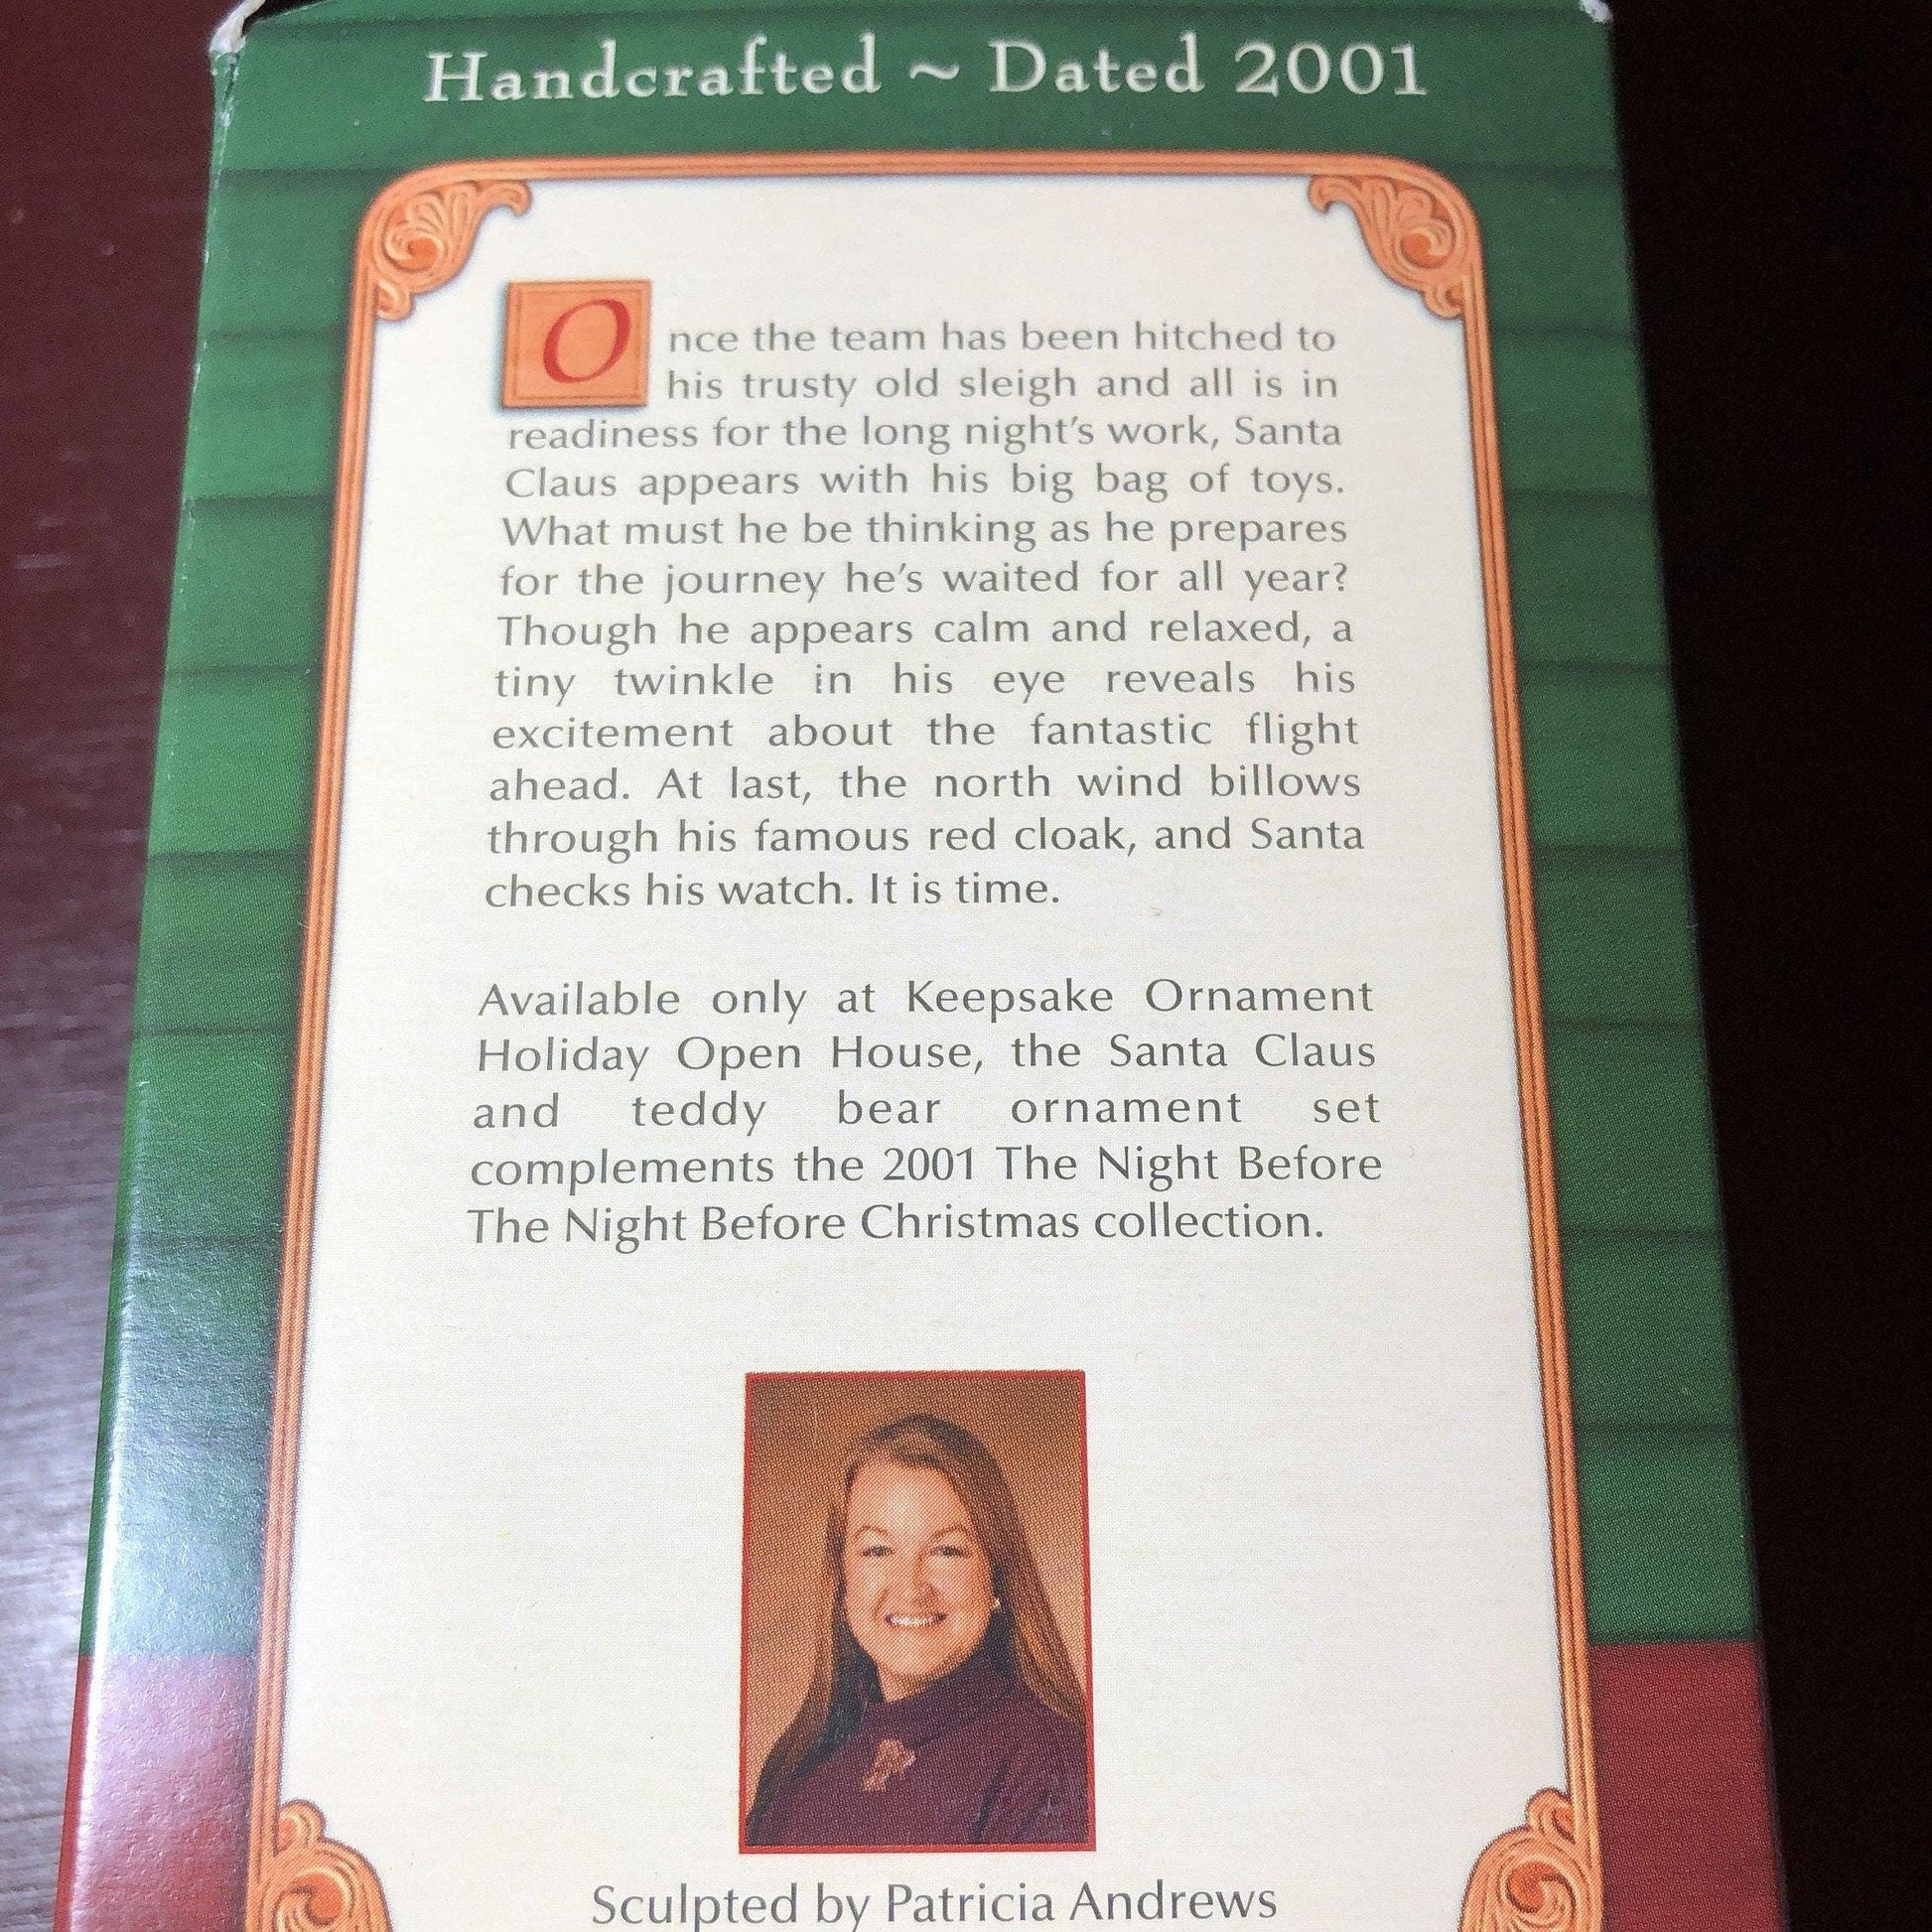 Handcrafted ~ Dated 2001
Once the team has been hitched to
his trusty old sleigh and all is in
readiness for the long night's work, Santa
Claus appears with his big bag of toys.
What must he be thinking as he prepares
for the journey he's waited for all year?
Though he appears calm and relaxed, a
tiny twinkle in his eye reveals his
excitement about the fantastic flight
ahead. At last, the north wind billows
through his famous red cloak, and Santa
checks his watch. It is time.
Available only at Keepsake Ornament
Holiday Open House, the Santa Claus
and teddy bear ornament set
complements the 2001 The Night Before
The Night Before Christmas collection.
Sculpted by Patricia Andrews